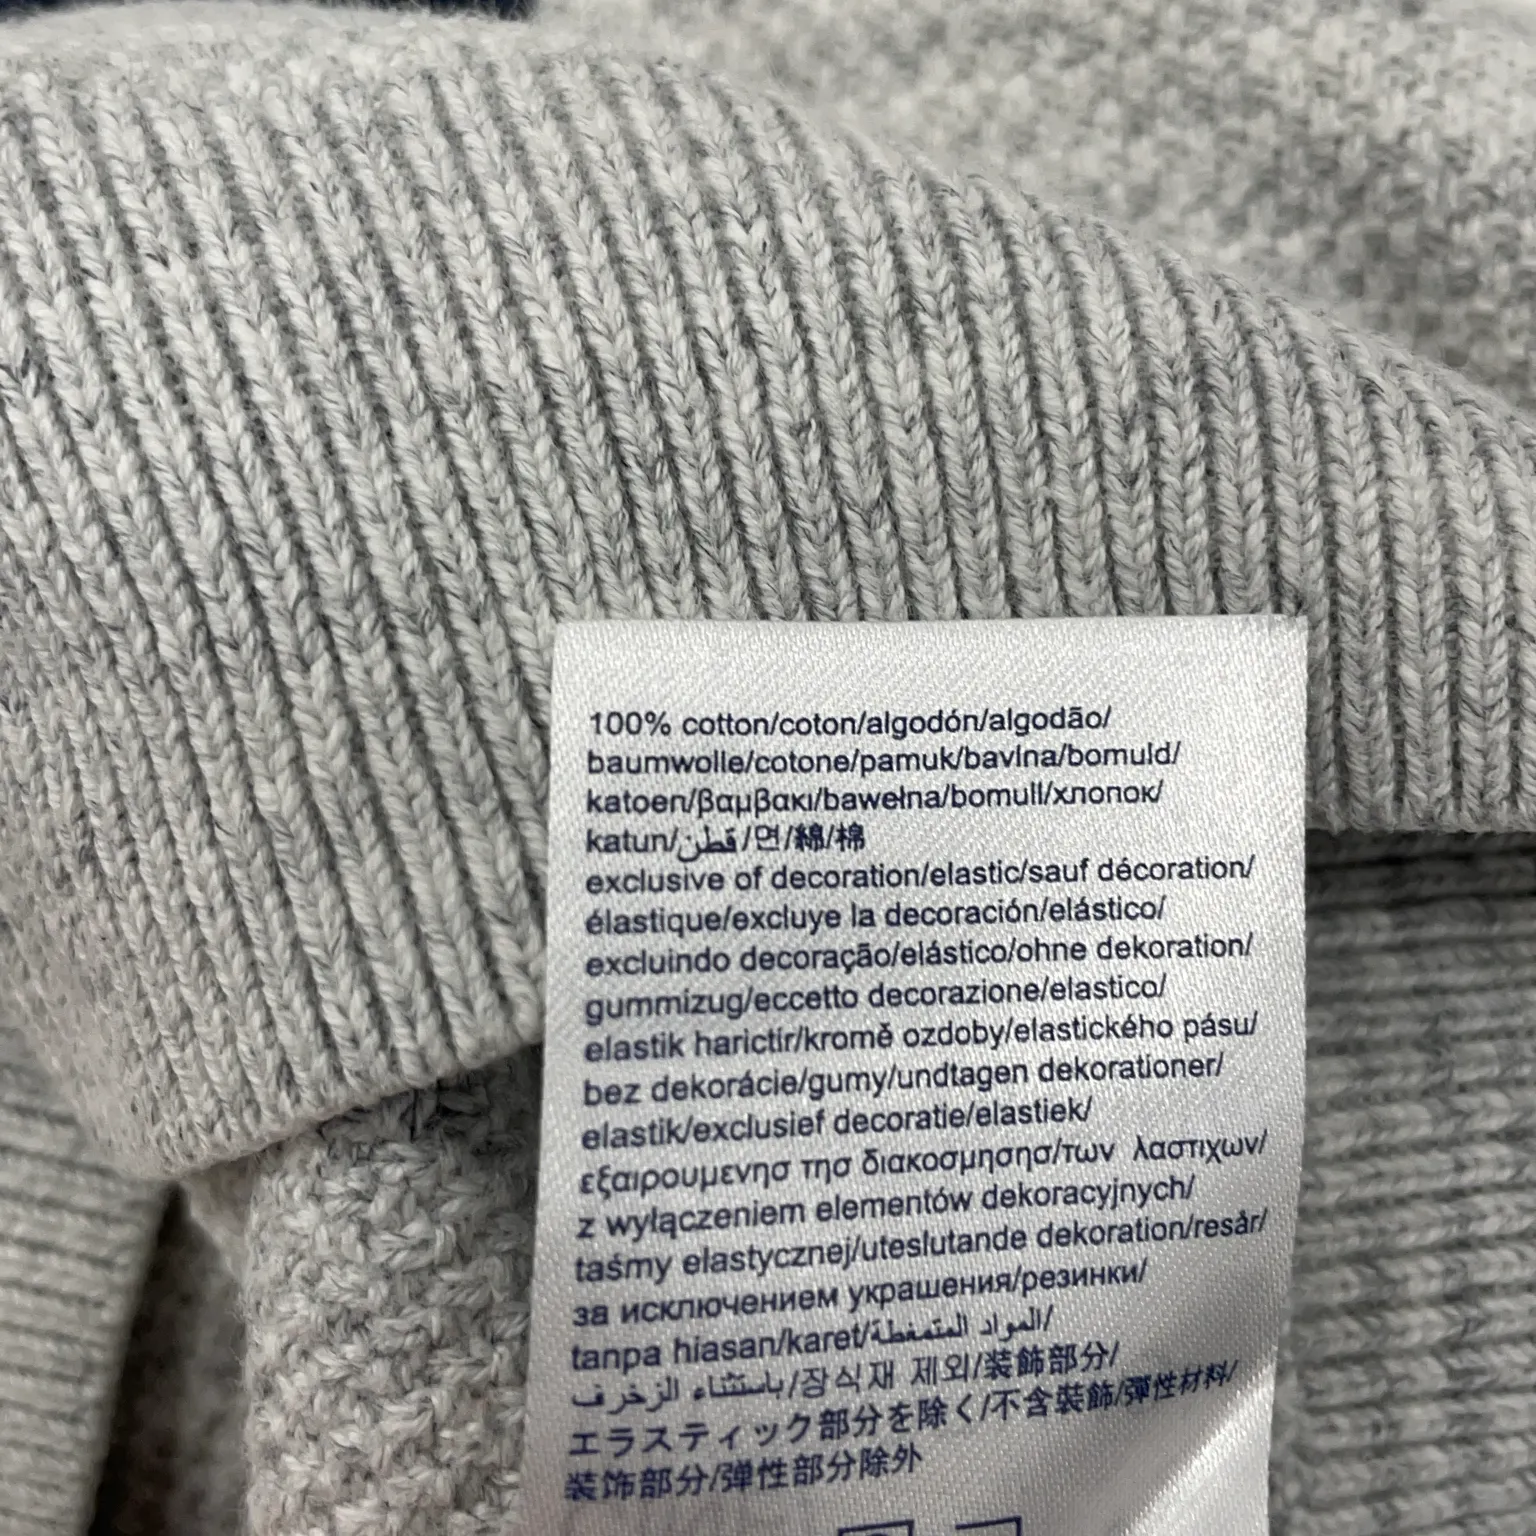 100% cotton/coton/algodón/algodão/
baumwolle/cotone/pamuk/bavlna/bomuld/
katoen/βαμβακι/bawełna/bomull/хлопок/
katun/قطن/면/綿/棉
exclusive of decoration/elastic/sauf décoration/
élastique/excluye la decoración/elástico/
excluindo decoração/elástico/ohne dekoration/
gummizug/eccetto decorazione/elastico/
elastik harictir/kromě ozdoby/elastického pásu/
bez dekorácie/gumy/undtagen dekorationer/
elastik/exclusief decoratie/elastiek/
εξαιρουμενησ τησ διακοσμησησ/των λαστιχων/
z wyłączeniem elementów dekoracyjnych/
taśmy elastycznej/uteslutande dekoration/resår/
за исключением украшения/резинки/
tanpa hiasan/karet/المواد المتمغطة/
باستثناء الزخرف/장식재 제외/装飾部分/
エラスティック部分を除く/不含裝飾/彈性材料/
装饰部分/弹性部分除外